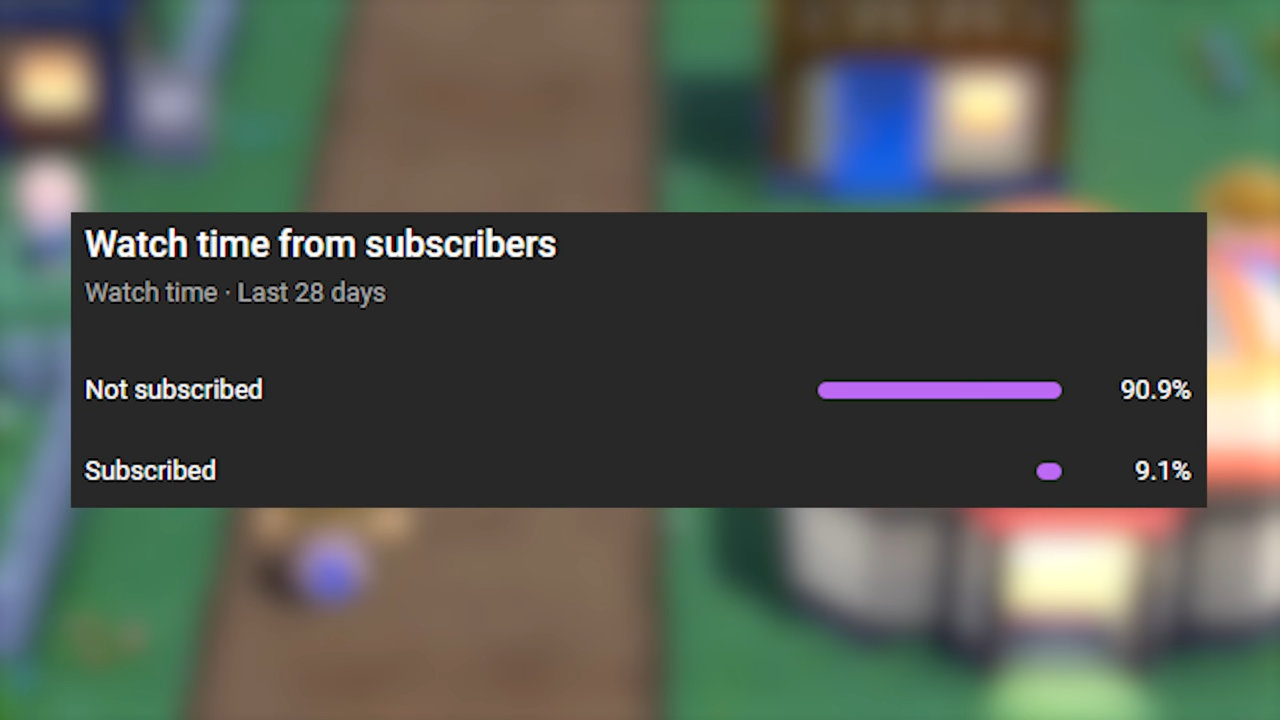 Watch time from subscribers
Watch time · Last 28 days
Not subscribed 90.9%
Subscribed 9.1%